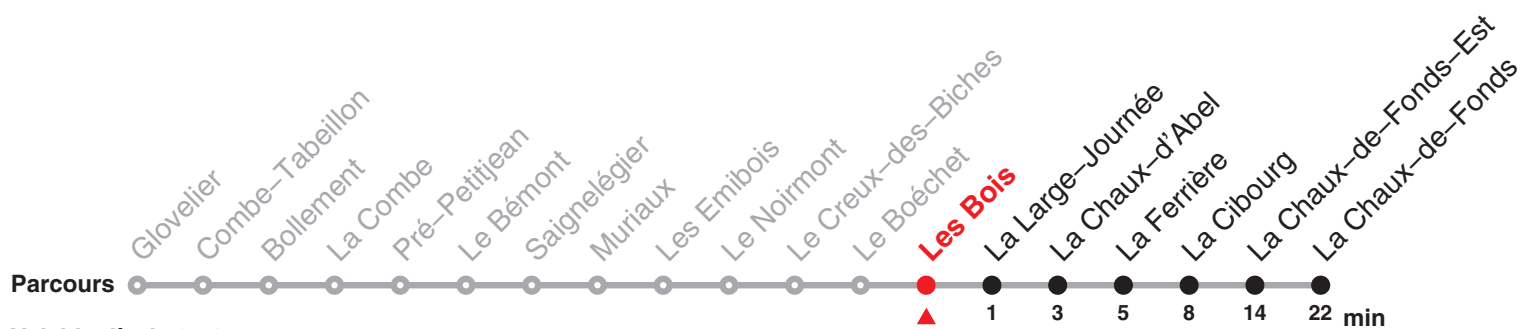 Glovelier
Combe–Tabeillon
Bollement
La Combe
Pré–Petitjean
Le Bémont
Saignelégier
Muriaux
Les Emibois
Le Noirmont
Le Creux–des–Biches
Le Boéchet
Les Bois
La Large–Journée
La Chaux–d'Abel
La Ferrière
La Cibourg
La Chaux–de–Fonds–Est
La Chaux–de–Fonds
Parcours
1 3 5 8 14 22 min